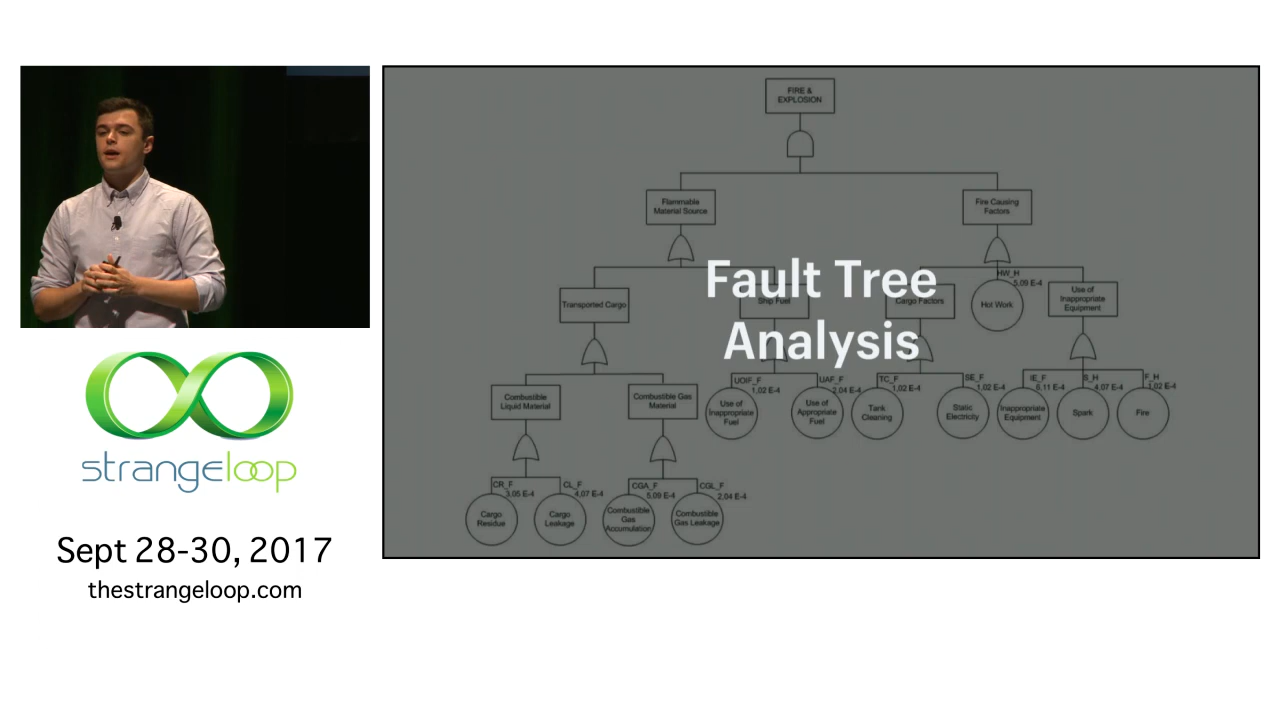 FIRE &
EXPLOSION
Flammable
Material Source
Fire Causing
Factors
Fault Tree
Analysis
Transported Cargo
Ship Fuel
Cargo Factors
HW_H
5,09 E-4
Hot Work
Use of
Inappropriate
Equipment
Combustible
Liquid Material
Combustible Gas
Material
UOIF_F
1,02 E-4
Use of
Inappropriate
Fuel
UAF_F
2,04 E-4
Use of
Appropriate
Fuel
TC_F
1,02 E-4
Tank
Cleaning
SE_F
1,02 E-4
Static
Electricity
IE_F
6,11 E-4
Inappropriate
Equipment
S_H
4,07 E-4
Spark
F_H
1,02 E-4
Fire
CR_F
3,05 E-4
Cargo
Residue
CL_F
4,07 E-4
Cargo
Leakage
CGA_F
5,09 E-4
Combustible
Gas
Accumulation
CGL_F
2,04 E-4
Combustible
Gas Leakage
strangeloop
Sept 28-30, 2017
thestrangeloop.com